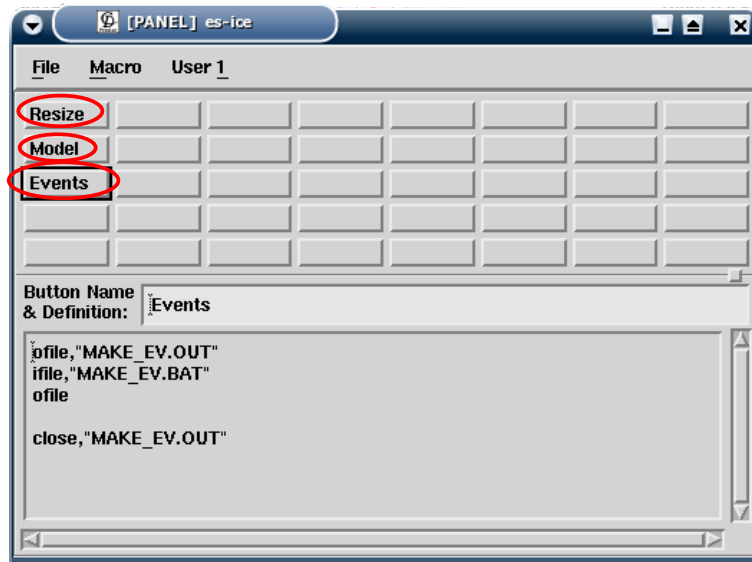 [PANEL] es-ice
File Macro User 1
Resize
Model
Events
Button Name
& Definition:
Events
ofile,"MAKE_EV.OUT"
ifile,"MAKE_EV.BAT"
ofile
close,"MAKE_EV.OUT"